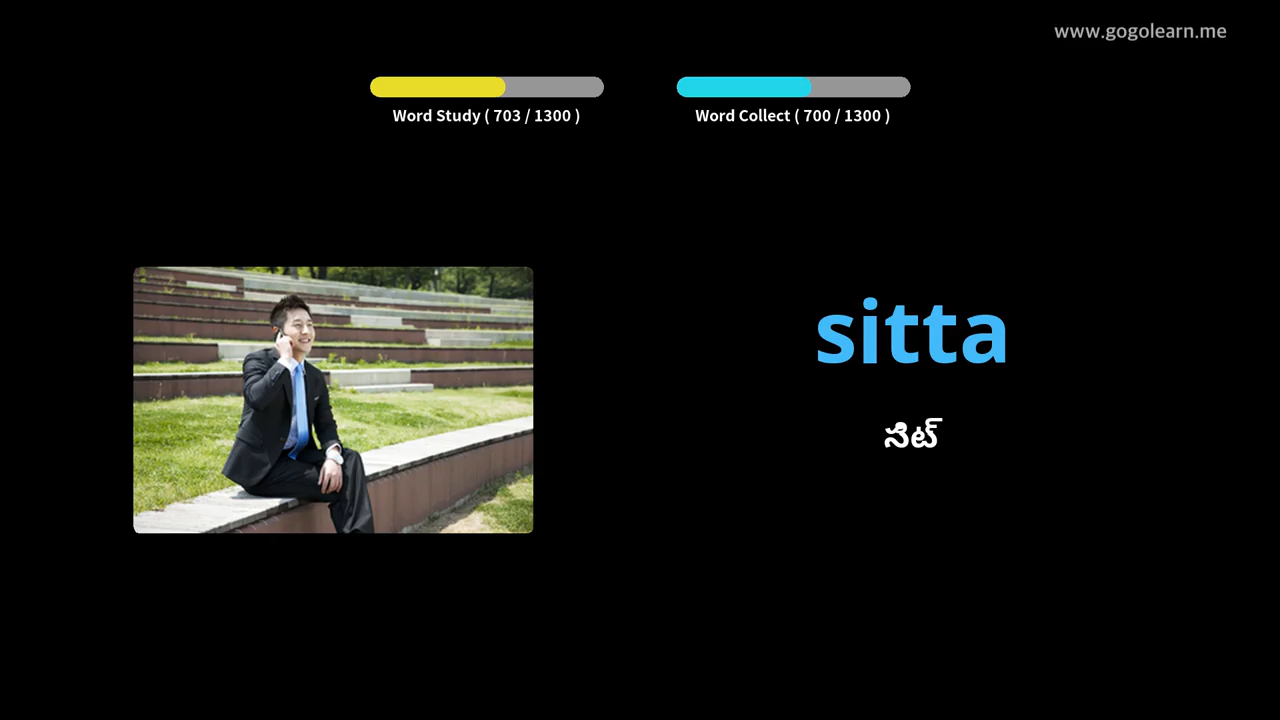 www.gogolearn.me
Word Study ( 703 / 1300 )
Word Collect ( 700 / 1300 )
sitta
సిట్